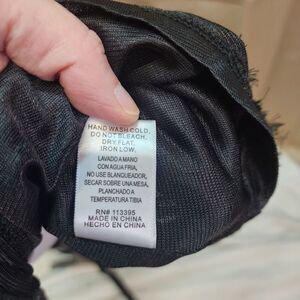 HAND WASH COLD.
DO NOT BLEACH.
DRY FLAT.
IRON LOW.
LAVADO A MANO
CON AGUA FRIA,
NO USE BLANQUEADOR,
SECAR SOBRE UNA MESA,
PLANCHADO A
TEMPERATURA TIBIA
RN# 113395
MADE IN CHINA
HECHO EN CHINA